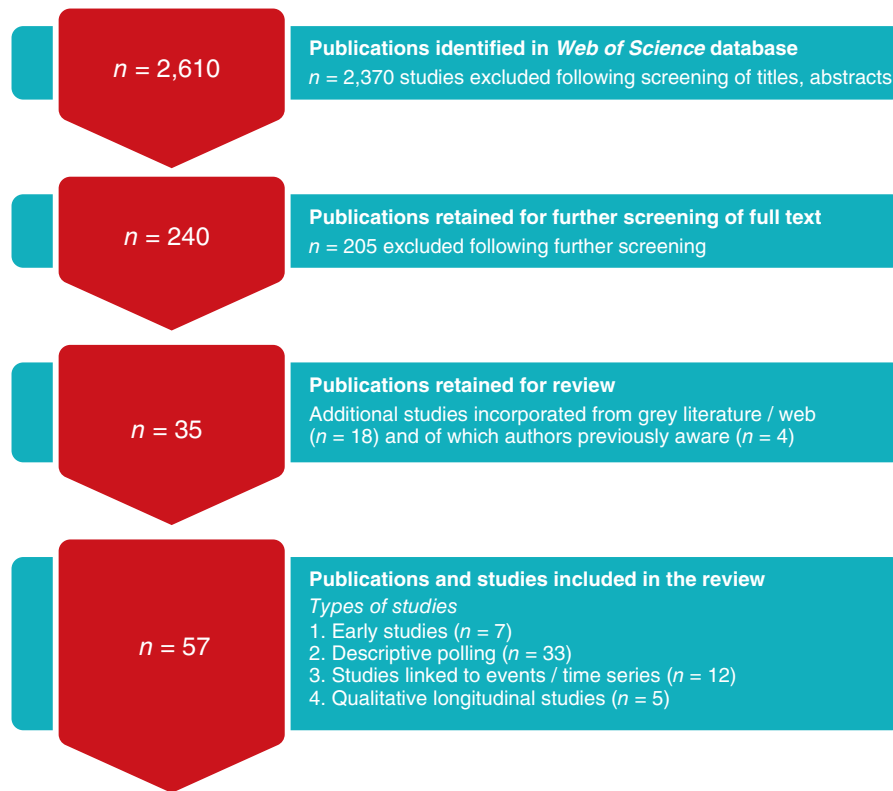 n = 2,610
Publications identified in Web of Science database
n = 2,370 studies excluded following screening of titles, abstracts
n = 240
Publications retained for further screening of full text
n = 205 excluded following further screening
n = 35
Publications retained for review
Additional studies incorporated from grey literature / web
(n = 18) and of which authors previously aware (n = 4)
n = 57
Publications and studies included in the review
Types of studies
1. Early studies (n = 7)
2. Descriptive polling (n = 33)
3. Studies linked to events / time series (n = 12)
4. Qualitative longitudinal studies (n = 5)